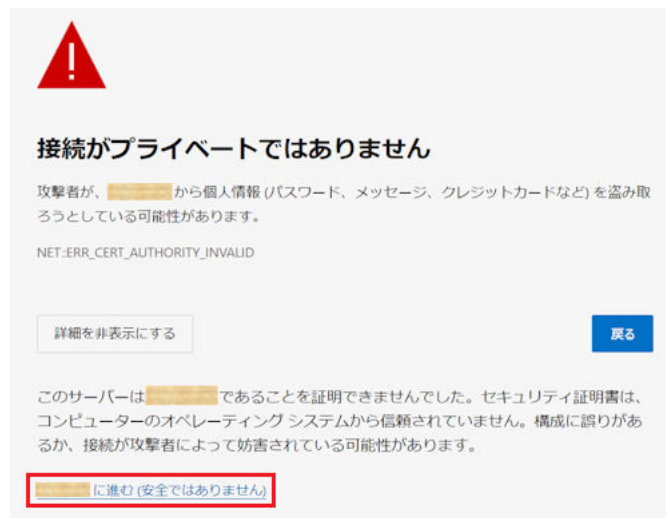 接続がプライベートではありません
攻撃者が、 から個人情報 (パスワード、メッセージ、クレジットカードなど) を盗み取
ろうとしている可能性があります。
NET::ERR_CERT_AUTHORITY_INVALID
詳細を非表示にする
戻る
このサーバーは であることを証明できませんでした。セキュリティ証明書は、
コンピューターのオペレーティング システムから信頼されていません。構成に誤りがあ
るか、接続が攻撃者によって妨害されている可能性があります。
に進む (安全ではありません)